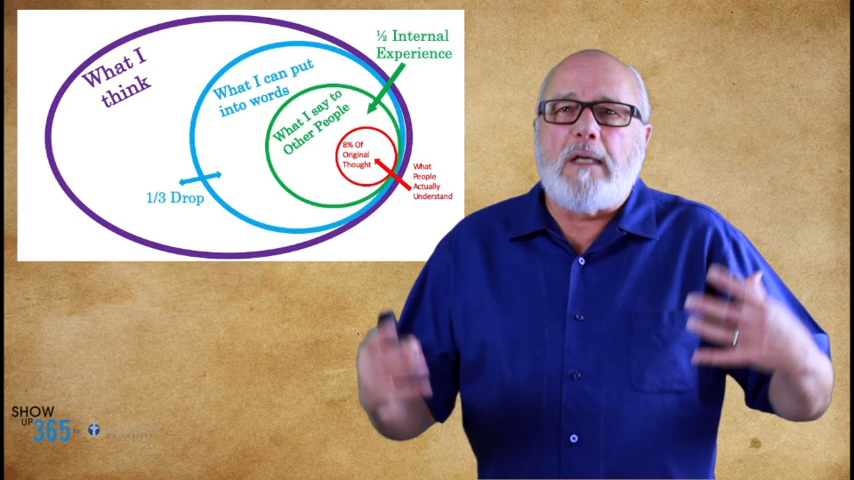 What I
think
What I can put
into words
What I say to
Other People
½ Internal
Experience
8% Of
Original
Thought
What
People
Actually
Understand
1/3 Drop
SHOW
UP
365